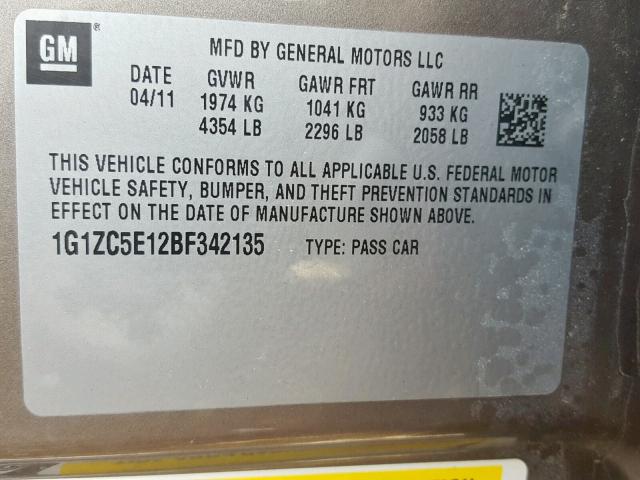 GM ®
MFD BY GENERAL MOTORS LLC
DATE GVWR GAWR FRT GAWR RR
04/11 1974 KG 1041 KG 933 KG
4354 LB 2296 LB 2058 LB
THIS VEHICLE CONFORMS TO ALL APPLICABLE U.S. FEDERAL MOTOR
VEHICLE SAFETY, BUMPER, AND THEFT PREVENTION STANDARDS IN
EFFECT ON THE DATE OF MANUFACTURE SHOWN ABOVE.
1G1ZC5E12BF342135 TYPE: PASS CAR